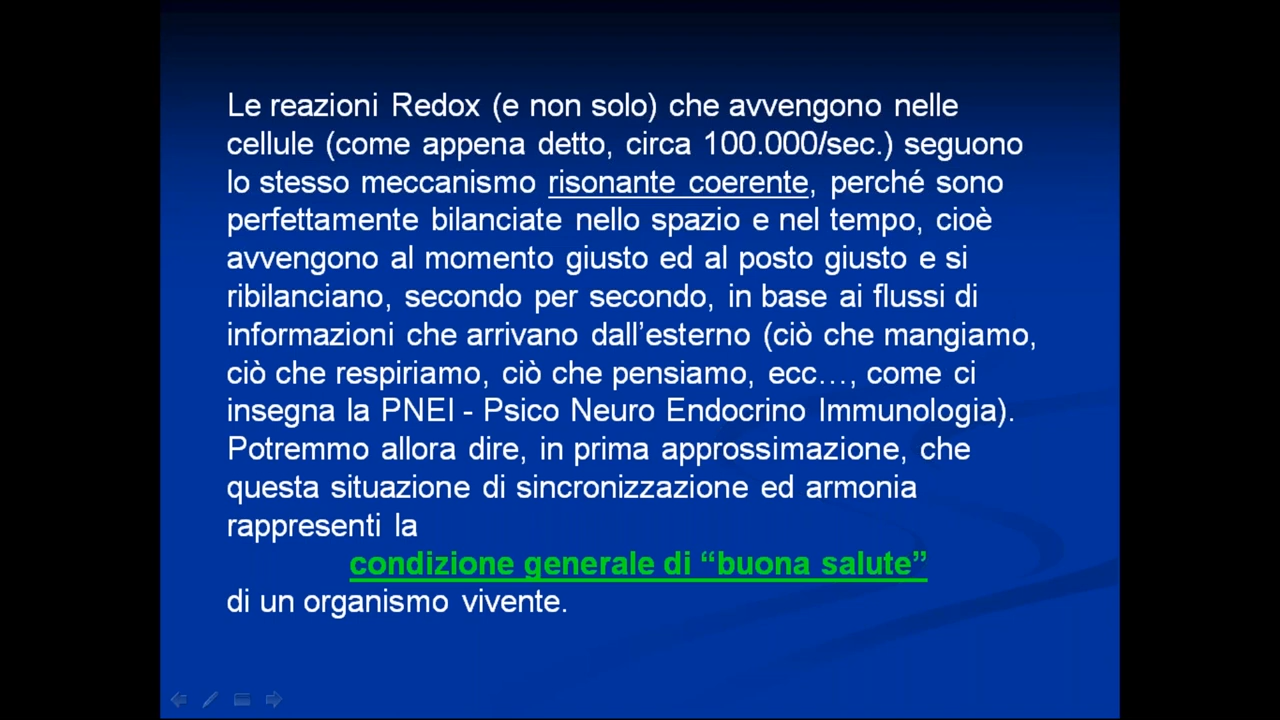 Le reazioni Redox (e non solo) che avvengono nelle
cellule (come appena detto, circa 100.000/sec.) seguono
lo stesso meccanismo risonante coerente, perché sono
perfettamente bilanciate nello spazio e nel tempo, cioè
avvengono al momento giusto ed al posto giusto e si
ribilanciano, secondo per secondo, in base ai flussi di
informazioni che arrivano dall’esterno (ciò che mangiamo,
ciò che respiriamo, ciò che pensiamo, ecc…, come ci
insegna la PNEI - Psico Neuro Endocrino Immunologia).
Potremmo allora dire, in prima approssimazione, che
questa situazione di sincronizzazione ed armonia
rappresenti la
condizione generale di “buona salute”
di un organismo vivente.